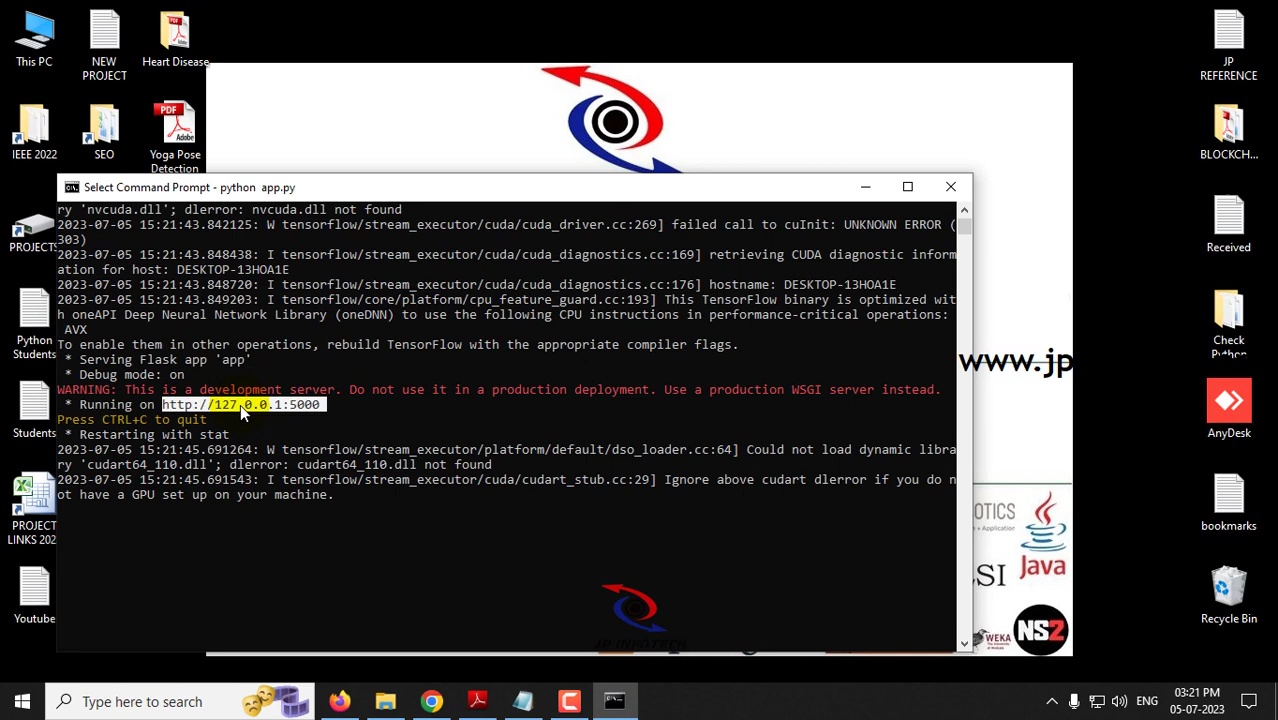 This PC
NEW
PROJECT
Heart Disease
IEEE 2022
SEO
PDF
Adobe
Yoga Pose
Detection
PROJECTS
Python
Students
Students
PROJECT
LINKS 202
Youtube
JP
REFERENCE
BLOCKCH...
Received
Check
Python
AnyDesk
bookmarks
Recycle Bin
Select Command Prompt - python  app.py
ry 'nvcuda.dll'; dlerror: nvcuda.dll not found
2023-07-05 15:21:43.842125: W tensorflow/stream_executor/cuda/cuda_driver.cc:269] failed call to cuInit: UNKNOWN ERROR (
303)
2023-07-05 15:21:43.848438: I tensorflow/stream_executor/cuda/cuda_diagnostics.cc:169] retrieving CUDA diagnostic inform
ation for host: DESKTOP-13HOA1E
2023-07-05 15:21:43.848720: I tensorflow/stream_executor/cuda/cuda_diagnostics.cc:176] hostname: DESKTOP-13HOA1E
2023-07-05 15:21:43.849203: I tensorflow/core/platform/cpu_feature_guard.cc:193] This TensorFlow binary is optimized wit
h oneAPI Deep Neural Network Library (oneDNN) to use the following CPU instructions in performance-critical operations:
AVX
To enable them in other operations, rebuild TensorFlow with the appropriate compiler flags.
* Serving Flask app 'app'
* Debug mode: on
WARNING: This is a development server. Do not use it in a production deployment. Use a production WSGI server instead.
* Running on http://127.0.0.1:5000
Press CTRL+C to quit
* Restarting with stat
2023-07-05 15:21:45.691264: W tensorflow/stream_executor/platform/default/dso_loader.cc:64] Could not load dynamic libra
ry 'cudart64_110.dll'; dlerror: cudart64_110.dll not found
2023-07-05 15:21:45.691543: I tensorflow/stream_executor/cuda/cudart_stub.cc:29] Ignore above cudart dlerror if you do n
ot have a GPU set up on your machine.
www.jp
OTICS
Java
WEKA
NS2
JP INFOTECH
Type here to search
ENG
03:21 PM
05-07-2023